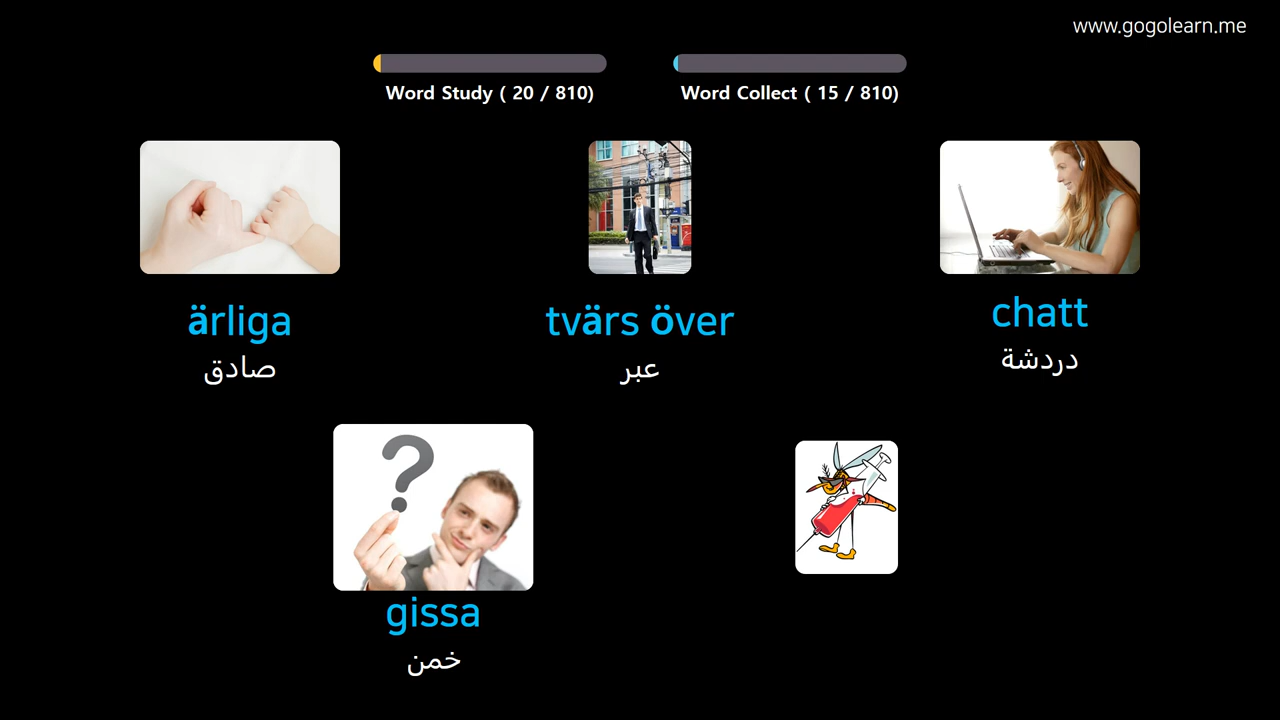 www.gogolearn.me
Word Study ( 20 / 810)
Word Collect ( 15 / 810)
ärliga
صادق
tvärs över
عبر
chatt
دردشة
gissa
خمن